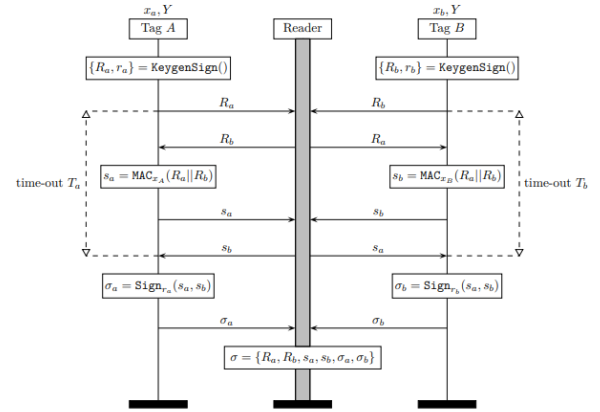 x_a, Y x_b, Y
Tag A Reader Tag B
{R_a, r_a} = KeygenSign() {R_b, r_b} = KeygenSign()
R_a R_b
R_b R_a
s_a = MAC_{x_A}(R_a||R_b) s_b = MAC_{x_B}(R_a||R_b)
time-out T_a time-out T_b
s_a s_b
s_b s_a
σ_a = Sign_{r_a}(s_a, s_b) σ_b = Sign_{r_b}(s_a, s_b)
σ_a σ_b
σ = {R_a, R_b, s_a, s_b, σ_a, σ_b}